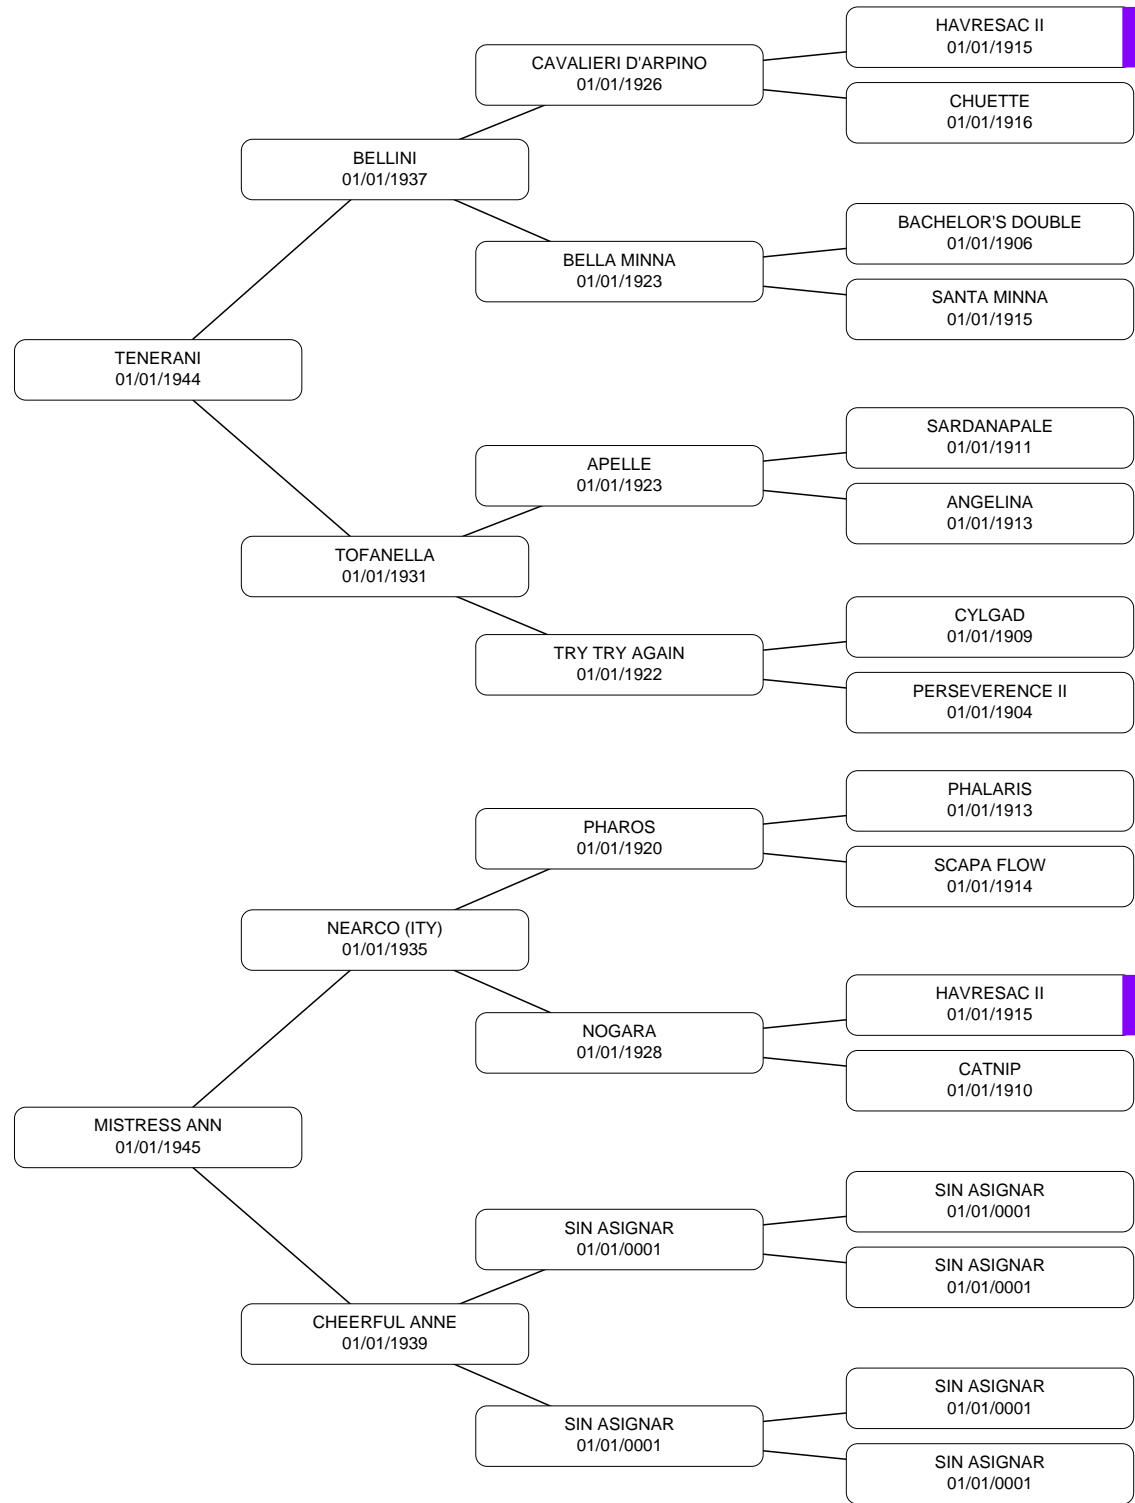 HAVRESAC II
01/01/1915
CAVALIERI D'ARPINO
01/01/1926
CHUETTE
01/01/1916
BELLINI
01/01/1937
BACHELOR'S DOUBLE
01/01/1906
BELLA MINNA
01/01/1923
SANTA MINNA
01/01/1915
TENERANI
01/01/1944
SARDANAPALE
01/01/1911
APELLE
01/01/1923
ANGELINA
01/01/1913
TOFANELLA
01/01/1931
CYLGAD
01/01/1909
TRY TRY AGAIN
01/01/1922
PERSEVERENCE II
01/01/1904
PHALARIS
01/01/1913
PHAROS
01/01/1920
SCAPA FLOW
01/01/1914
NEARCO (ITY)
01/01/1935
HAVRESAC II
01/01/1915
NOGARA
01/01/1928
CATNIP
01/01/1910
MISTRESS ANN
01/01/1945
SIN ASIGNAR
01/01/0001
SIN ASIGNAR
01/01/0001
SIN ASIGNAR
01/01/0001
CHEERFUL ANNE
01/01/1939
SIN ASIGNAR
01/01/0001
SIN ASIGNAR
01/01/0001
SIN ASIGNAR
01/01/0001